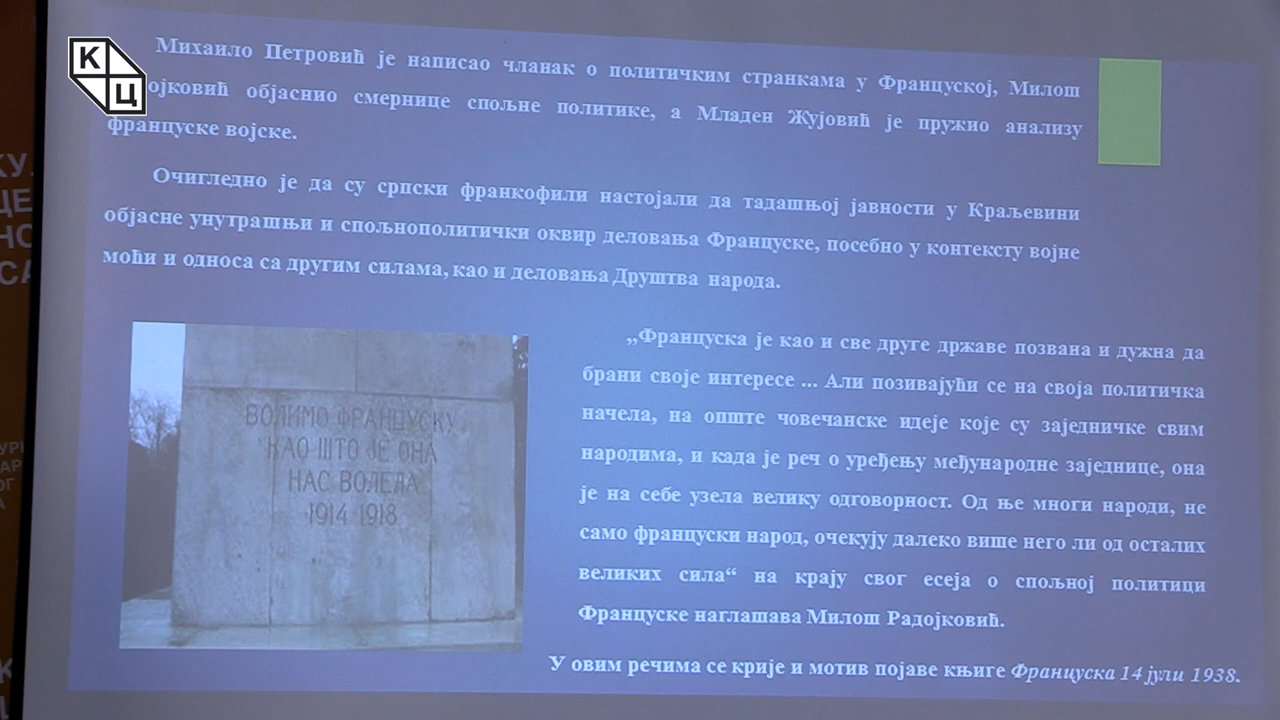 К
Ц
Михаило Петровић је написао чланак о политичким странкама у Француској, Милош
ојковић објаснио смернице спољне политике, а Младен Жујовић је пружио анализу
француске војске.
Очигледно је да су српски франкофили настојали да тадашњој јавности у Краљевини
објасне унутрашњи и спољнополитички оквир деловања Француске, посебно у контексту војне
моћи и односа са другим силама, као и деловања Друштва народа.
ВОЛИМО ФРАНЦУСКУ
КАО ШТО ЈЕ ОНА
НАС ВОЛЕЛА
1914 1918
„Француска је као и све друге државе позвана и дужна да
брани своје интересе ... Али позивајући се на своја политичка
начела, на опште човечанске идеје које су заједничке свим
народима, и када је реч о уређењу међународне заједнице, она
је на себе узела велику одговорност. Од ње многи народи, не
само француски народ, очекују далеко више него ли од осталих
великих сила“ на крају свог есеја о спољној политици
Француске наглашава Милош Радојковић.
У овим речима се крије и мотив појаве књиге Француска 14 јули 1938.